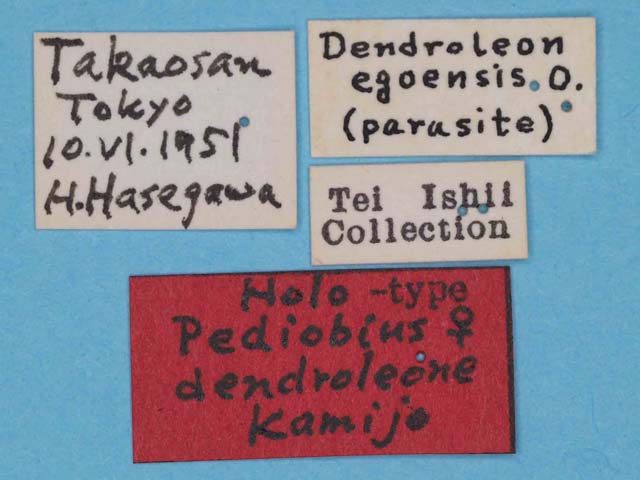 Takaosan
Tokyo
10.VI.1951
H.Hasegawa
Dendroleon
egoensis. O.
(parasite)
Tei Ishii
Collection
Holo -type
Pediobius ♀
dendroleone
Kamijo